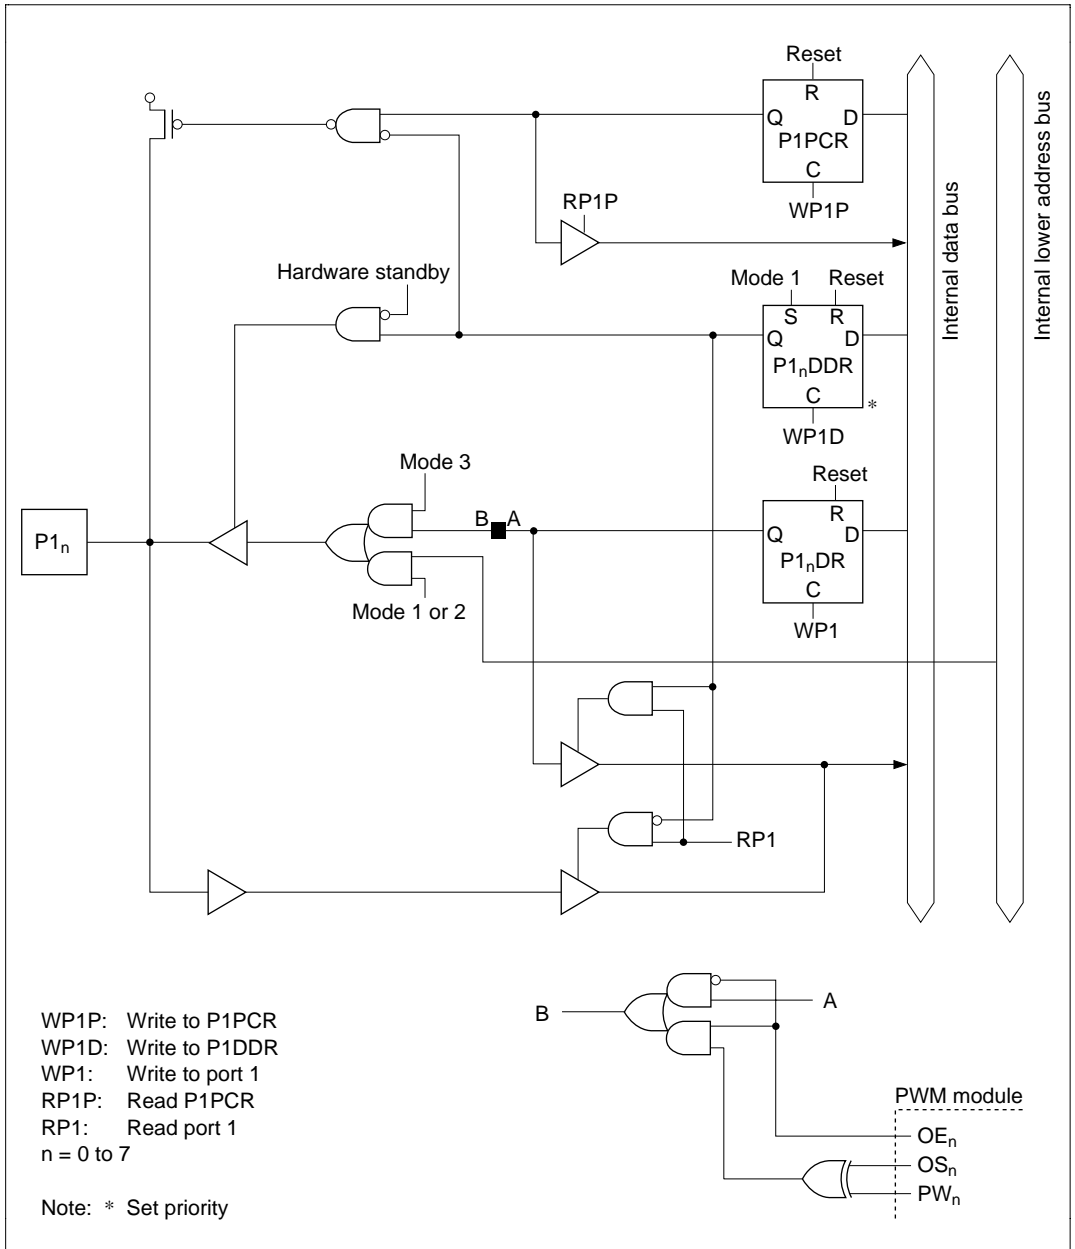 Reset
R
Q D
P1PCR
C
WP1P
RP1P
Internal data bus
Internal lower address bus
Hardware standby
Mode 1 Reset
S R
Q D
P1nDDR
C
*
WP1D
Mode 3
Reset
B A
R
Q D
P1nDR
C
WP1
P1n
Mode 1 or 2
RP1
B
A
WP1P: Write to P1PCR
WP1D: Write to P1DDR
WP1: Write to port 1
RP1P: Read P1PCR
RP1: Read port 1
n = 0 to 7
PWM module
OEn
OSn
PWn
Note: * Set priority